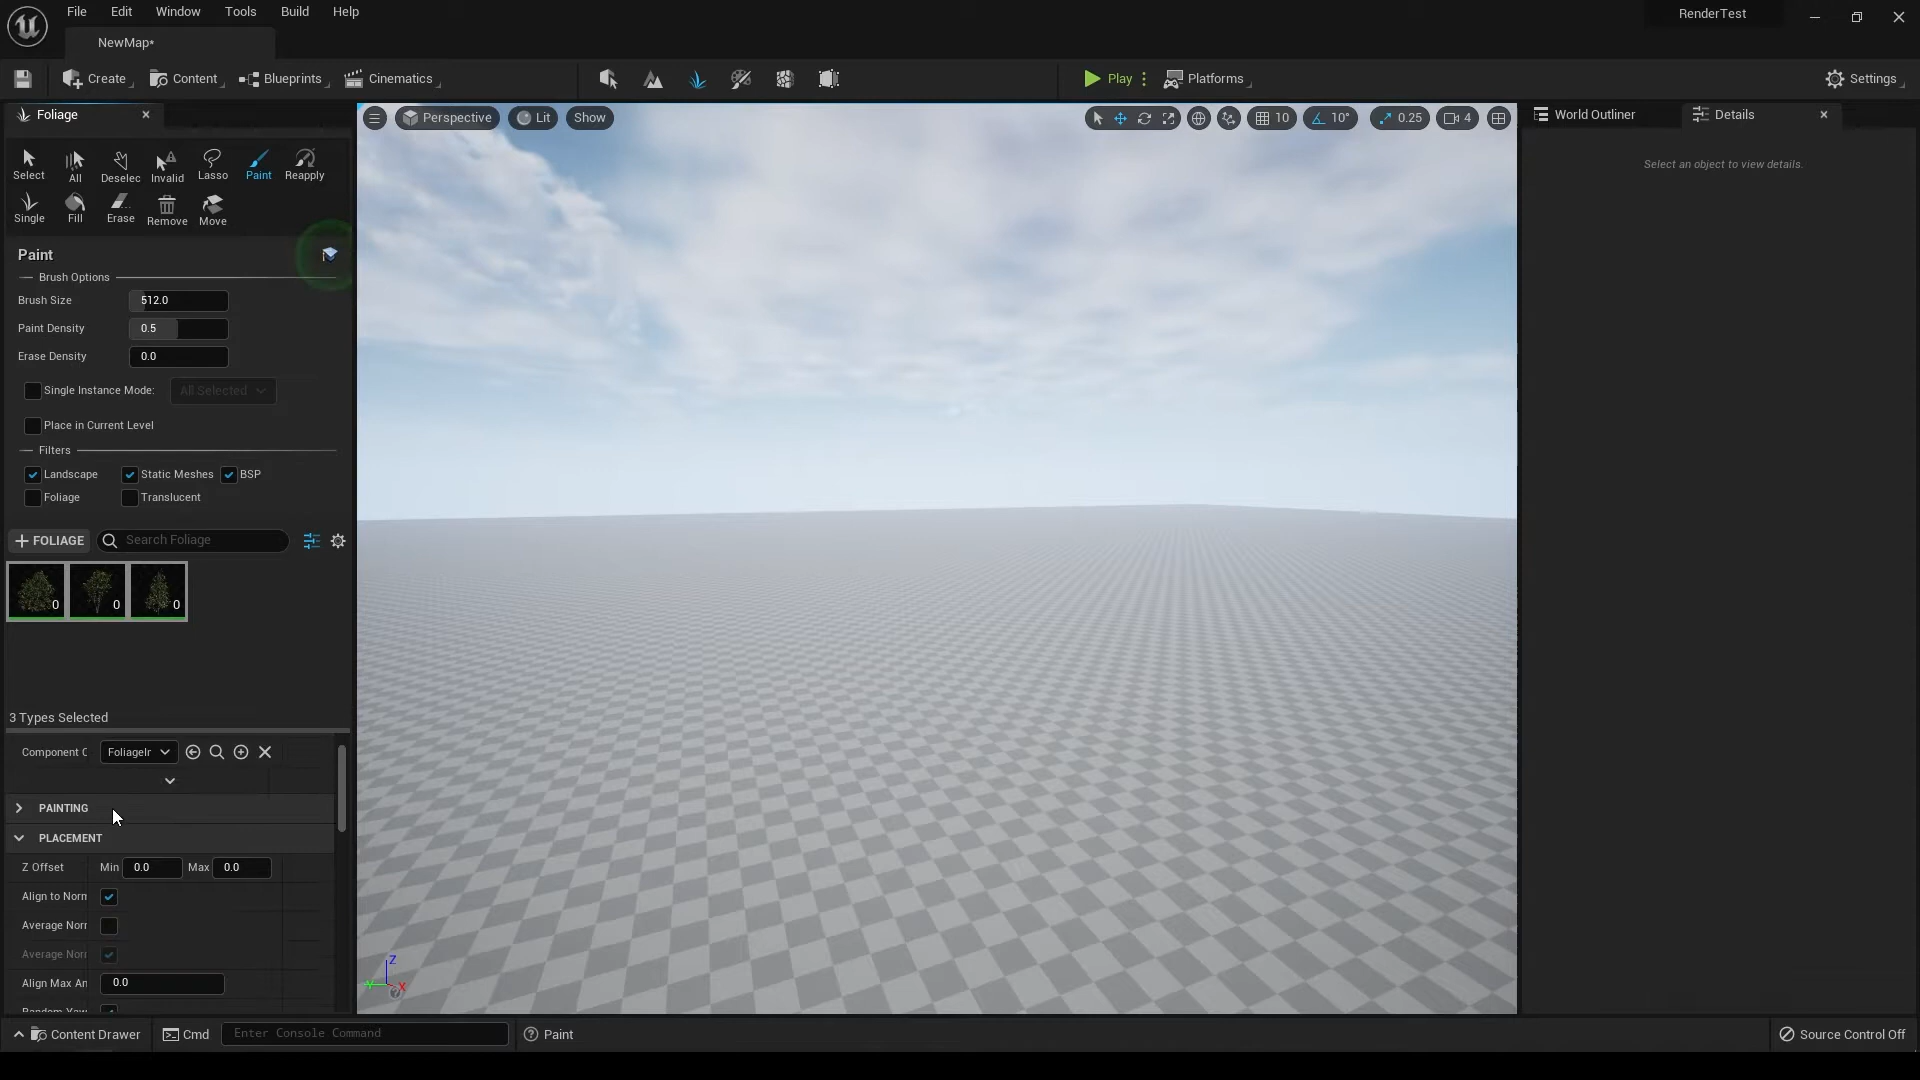 File Edit Window Tools Build Help
RenderTest
NewMap*
Create Content Blueprints Cinematics Play Platforms Settings
Foliage
Perspective Lit Show 10 10° 0.25 4
World Outliner Details
Select an object to view details.
Select All Deselec Invalid Lasso Paint Reapply
Single Fill Erase Remove Move
Paint
Brush Options
Brush Size 512.0
Paint Density 0.5
Erase Density 0.0
Single Instance Mode: All Selected
Place in Current Level
Filters
Landscape Static Meshes BSP
Foliage Translucent
+ FOLIAGE Search Foliage
0 0 0
3 Types Selected
Component C FoliageIr
PAINTING
PLACEMENT
Z Offset Min 0.0 Max 0.0
Align to Norm
Average Norr
Average Norr
Align Max An 0.0
Random Yaw
Z Y X
Content Drawer Cmd Enter Console Command Paint Source Control Off